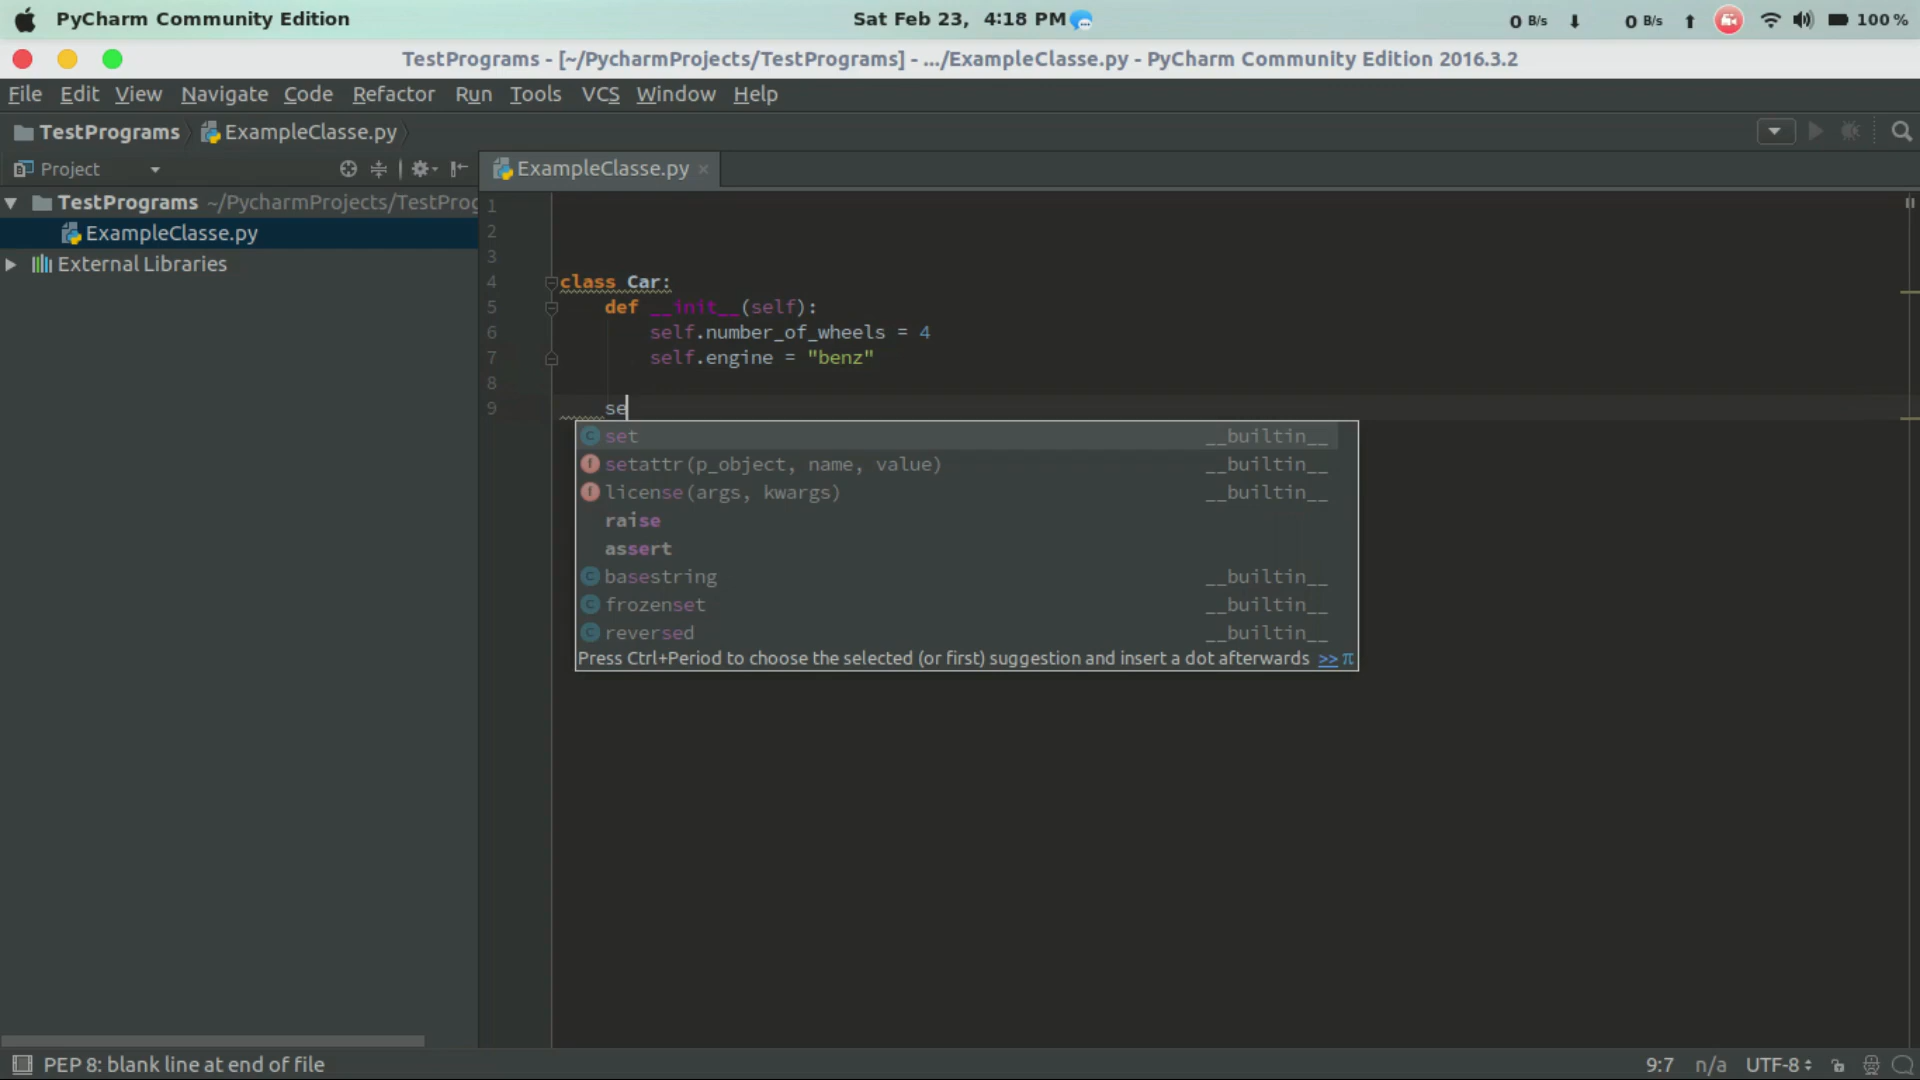 PyCharm Community Edition Sat Feb 23, 4:18 PM 0 B/s 0 B/s 100 %
TestPrograms - [~/PycharmProjects/TestPrograms] - .../ExampleClasse.py - PyCharm Community Edition 2016.3.2
File Edit View Navigate Code Refactor Run Tools VCS Window Help
TestPrograms ExampleClasse.py
Project ExampleClasse.py
TestPrograms ~/PycharmProjects/TestProg
ExampleClasse.py
External Libraries
1
2
3
4 class Car:
5 def __init__(self):
6 self.number_of_wheels = 4
7 self.engine = "benz"
8
9 se
set __builtin__
setattr(p_object, name, value) __builtin__
license(args, kwargs) __builtin__
raise
assert
basestring __builtin__
frozenset __builtin__
reversed __builtin__
Press Ctrl+Period to choose the selected (or first) suggestion and insert a dot afterwards >> π
PEP 8: blank line at end of file 9:7 n/a UTF-8